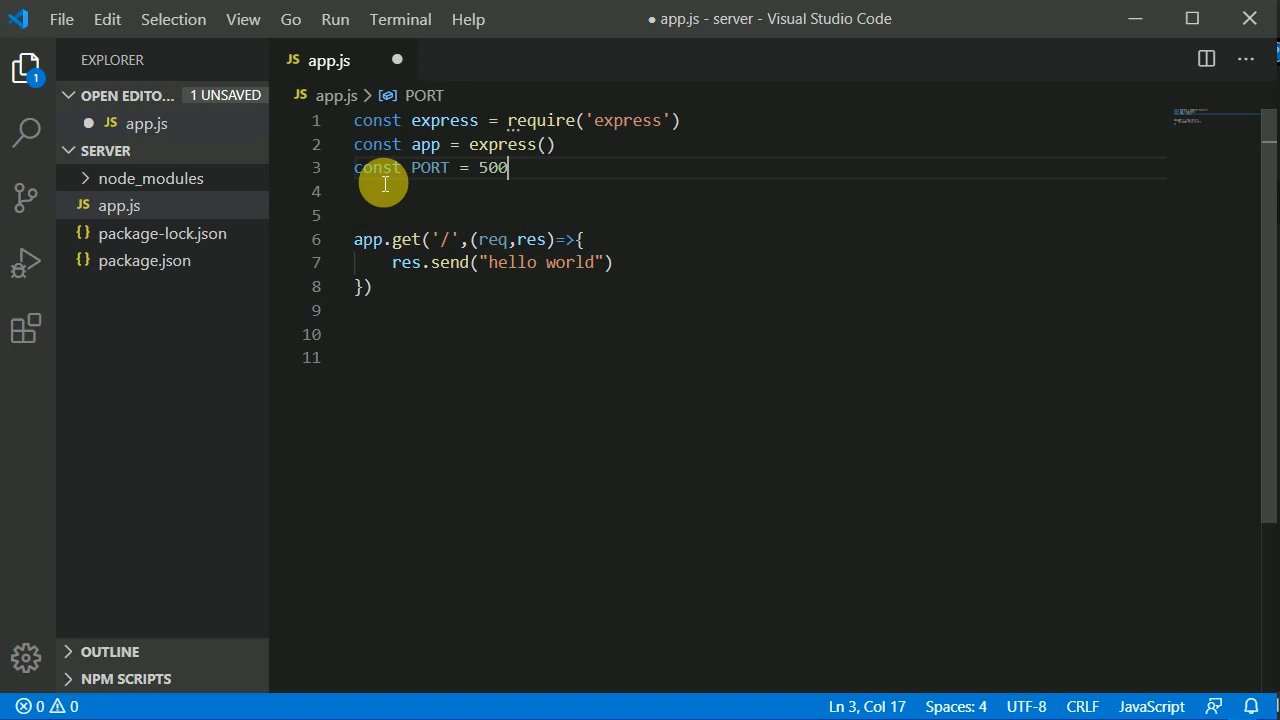 File Edit Selection View Go Run Terminal Help ● app.js - server - Visual Studio Code
EXPLORER
JS app.js
1
OPEN EDITO... 1 UNSAVED
JS app.js
SERVER
node_modules
JS app.js
{} package-lock.json
{} package.json
OUTLINE
NPM SCRIPTS
JS app.js > PORT
1 const express = require('express')
2 const app = express()
3 const PORT = 500
4
5
6 app.get('/',(req,res)=>{
7 res.send("hello world")
8 })
9
10
11
0 0 Ln 3, Col 17 Spaces: 4 UTF-8 CRLF JavaScript